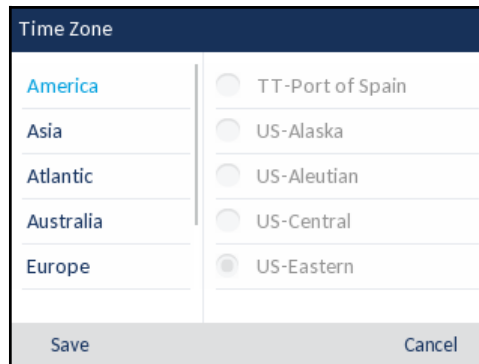 Time Zone
America
TT-Port of Spain
Asia
US-Alaska
Atlantic
US-Aleutian
Australia
US-Central
Europe
US-Eastern
Save
Cancel